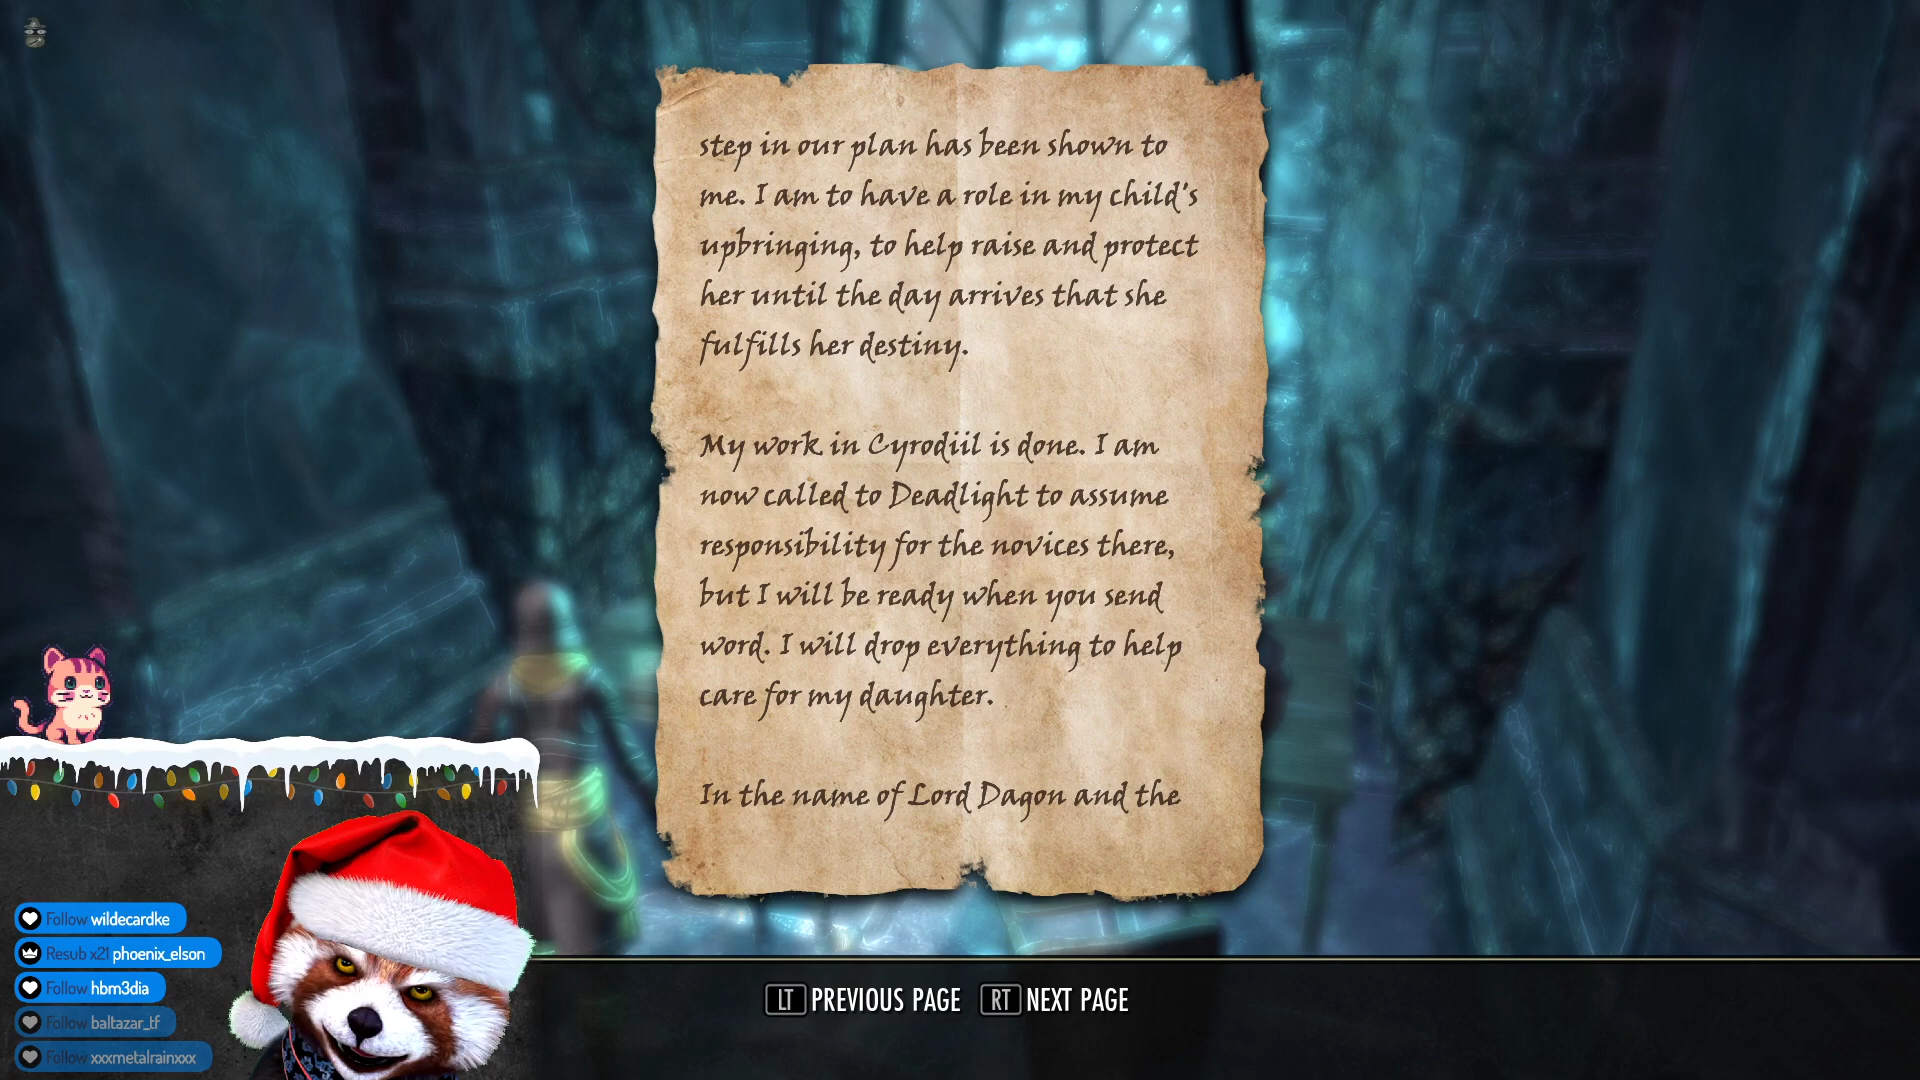 step in our plan has been shown to
me. I am to have a role in my child's
upbringing, to help raise and protect
her until the day arrives that she
fulfills her destiny.
My work in Cyrodiil is done. I am
now called to Deadlight to assume
responsibility for the novices there,
but I will be ready when you send
word. I will drop everything to help
care for my daughter.
In the name of Lord Dagon and the
Follow wildecardke
Resub x21 phoenix_elson
Follow hbm3dia
Follow baltazar_tf
Follow xxxmetalrainxxx
LT PREVIOUS PAGE RT NEXT PAGE